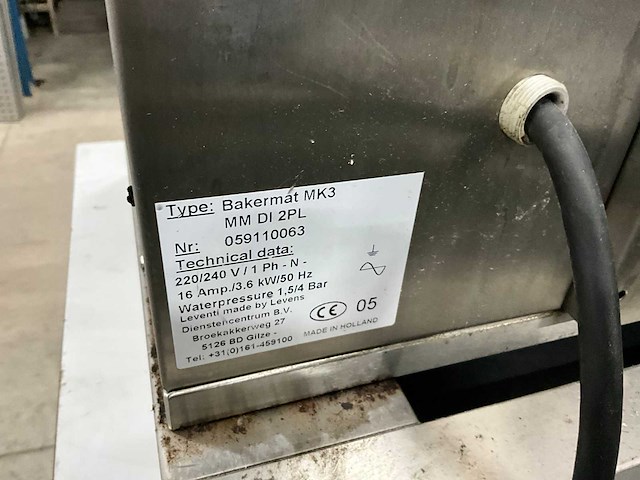 Type: Bakermat MK3
MM DI 2PL
Nr: 059110063
Technical data:
220/240 V / 1 Ph - N -
16 Amp./3.6 kW/50 Hz
Waterpressure 1,5/4 Bar
Leventi made by Levens
Dienstencentrum B.V.
Broekakkerweg 27
5126 BD Gilze -
Tel: +31(0)161-459100
CE 05
MADE IN HOLLAND